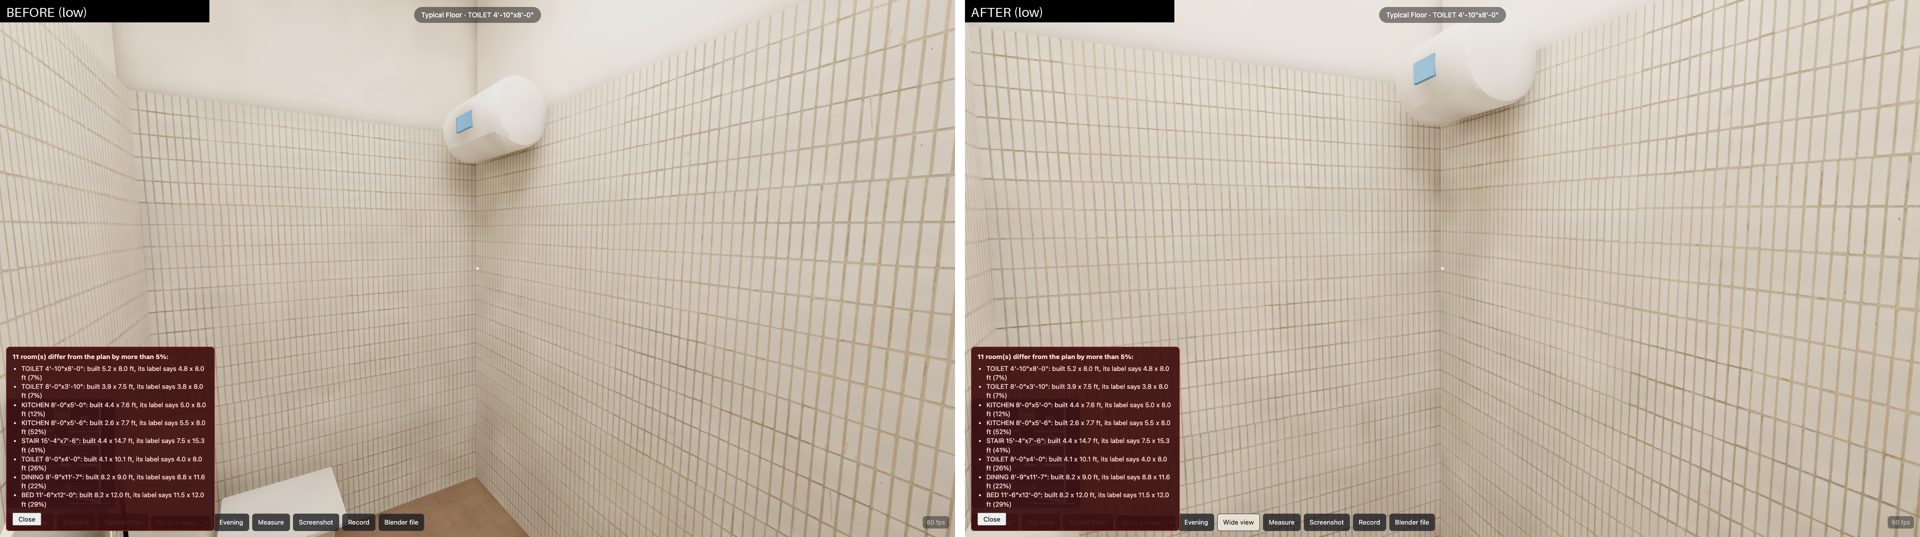 BEFORE (low)
Typical Floor · TOILET 4'-10"x8'-0"
11 room(s) differ from the plan by more than 5%:
• TOILET 4'-10"x8'-0": built 5.2 x 8.0 ft, its label says 4.8 x 8.0
ft (7%)
• TOILET 8'-0"x3'-10": built 3.9 x 7.5 ft, its label says 3.8 x 8.0
ft (7%)
• KITCHEN 8'-0"x5'-0": built 4.4 x 7.6 ft, its label says 5.0 x 8.0
ft (12%)
• KITCHEN 8'-0"x5'-6": built 2.6 x 7.7 ft, its label says 5.5 x 8.0
ft (52%)
• STAIR 15'-4"x7'-6": built 4.4 x 14.7 ft, its label says 7.5 x 15.3
ft (41%)
• TOILET 8'-0"x4'-0": built 4.1 x 10.1 ft, its label says 4.0 x 8.0
ft (26%)
• DINING 8'-9"x11'-7": built 8.2 x 9.0 ft, its label says 8.8 x 11.6
ft (22%)
• BED 11'-6"x12'-0": built 8.2 x 12.0 ft, its label says 11.5 x 12.0
ft (29%)
Close
Evening
Measure
Screenshot
Record
Blender file
60 fps
AFTER (low)
Typical Floor · TOILET 4'-10"x8'-0"
11 room(s) differ from the plan by more than 5%:
• TOILET 4'-10"x8'-0": built 5.2 x 8.0 ft, its label says 4.8 x 8.0
ft (7%)
• TOILET 8'-0"x3'-10": built 3.9 x 7.5 ft, its label says 3.8 x 8.0
ft (7%)
• KITCHEN 8'-0"x5'-0": built 4.4 x 7.6 ft, its label says 5.0 x 8.0
ft (12%)
• KITCHEN 8'-0"x5'-6": built 2.6 x 7.7 ft, its label says 5.5 x 8.0
ft (52%)
• STAIR 15'-4"x7'-6": built 4.4 x 14.7 ft, its label says 7.5 x 15.3
ft (41%)
• TOILET 8'-0"x4'-0": built 4.1 x 10.1 ft, its label says 4.0 x 8.0
ft (26%)
• DINING 8'-9"x11'-7": built 8.2 x 9.0 ft, its label says 8.8 x 11.6
ft (22%)
• BED 11'-6"x12'-0": built 8.2 x 12.0 ft, its label says 11.5 x 12.0
ft (29%)
Close
Evening
Wide view
Measure
Screenshot
Record
Blender file
60 fps